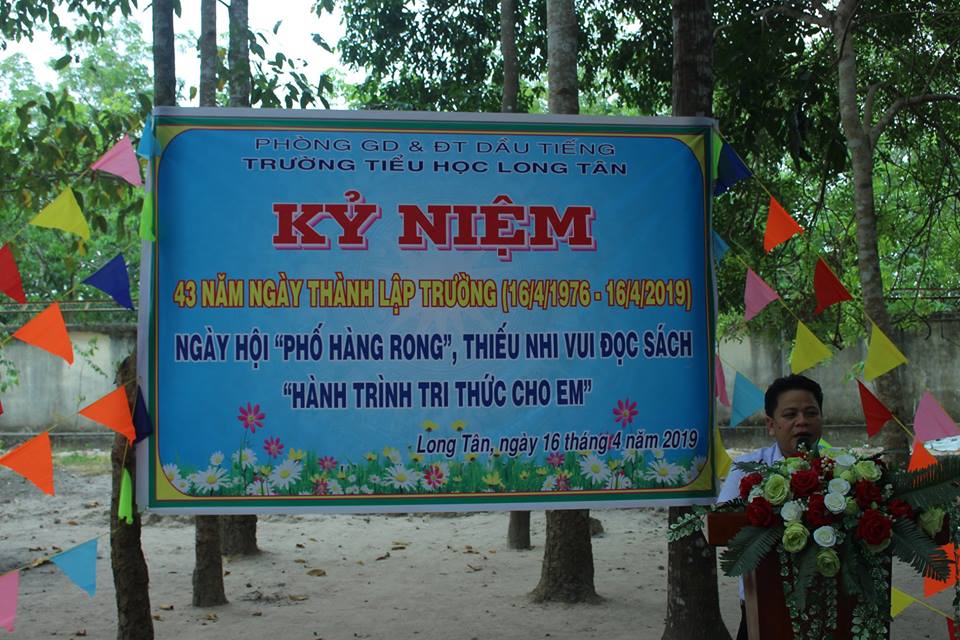 PHÒNG GD & ĐT DẦU TIẾNG
TRƯỜNG TIỂU HỌC LONG TÂN
KỶ NIỆM
43 NĂM NGÀY THÀNH LẬP TRƯỜNG (16/4/1976 - 16/4/2019)
NGÀY HỘI "PHỐ HÀNG RONG", THIẾU NHI VUI ĐỌC SÁCH
"HÀNH TRÌNH TRI THỨC CHO EM"
Long Tân, ngày 16 tháng 4 năm 2019